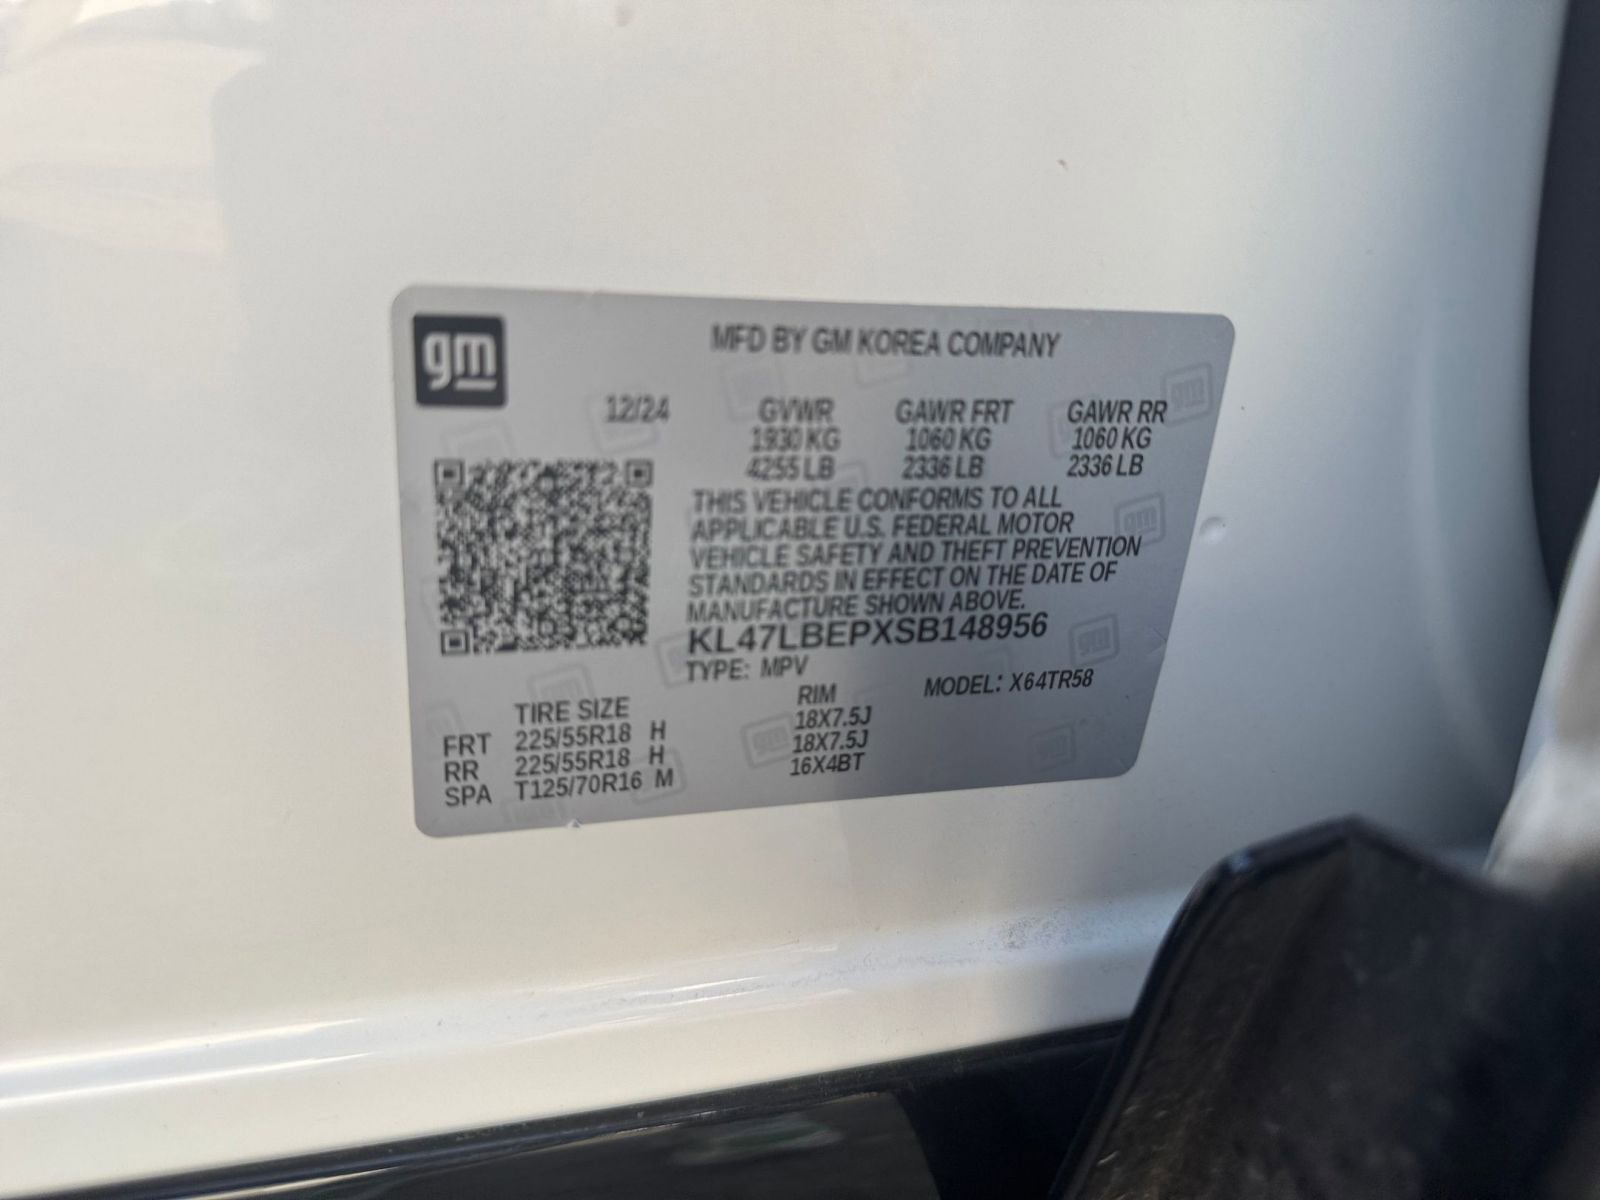 gm
MFD BY GM KOREA COMPANY
12/24 GVWR GAWR FRT GAWR RR
1930 KG 1060 KG 1060 KG
4255 LB 2336 LB 2336 LB
THIS VEHICLE CONFORMS TO ALL
APPLICABLE U.S. FEDERAL MOTOR
VEHICLE SAFETY AND THEFT PREVENTION
STANDARDS IN EFFECT ON THE DATE OF
MANUFACTURE SHOWN ABOVE.
KL47LBEPXSB148956
TYPE: MPV MODEL: X64TR58
TIRE SIZE RIM
FRT 225/55R18 H 18X7.5J
RR 225/55R18 H 18X7.5J
SPA T125/70R16 M 16X4BT